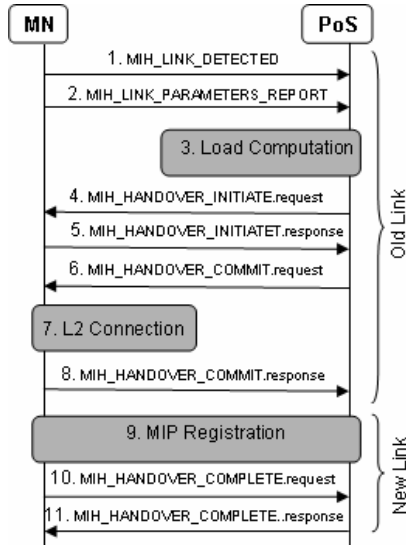 MN PoS
1. MIH_LINK_DETECTED
2. MIH_LINK_PARAMETERS_REPORT
3. Load Computation
4. MIH_HANDOVER_INITIATE.request
5. MIH_HANDOVER_INITIATET.response
6. MIH_HANDOVER_COMMIT.request
Old Link
7. L2 Connection
8. MIH_HANDOVER_COMMIT.response
9. MIP Registration
10. MIH_HANDOVER_COMPLETE.request
11. MIH_HANDOVER_COMPLETE..response
New Link